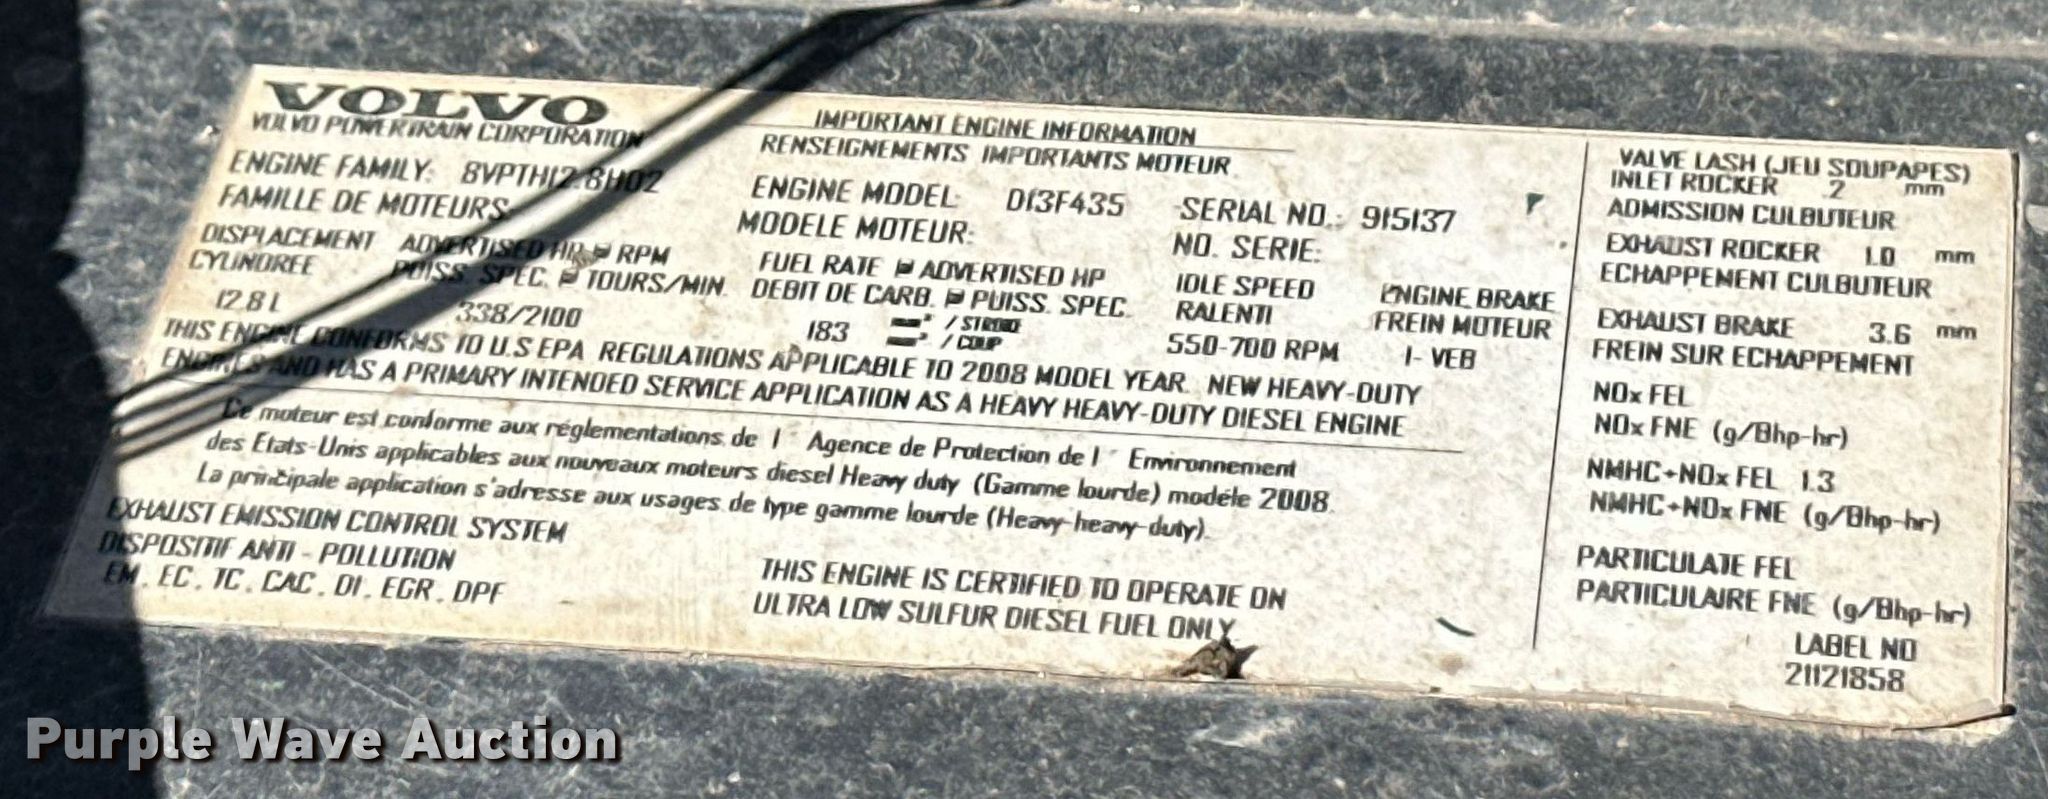 VOLVO
VOLVO POWERTRAIN CORPORATION
ENGINE FAMILY: 8VPTH12.8H02
FAMILLE DE MOTEURS:
DISPLACEMENT ADVERTISED HP @ RPM
CYLINDREE PUISS. SPEC. @ TOURS/MIN.
12.8 L 338/2100
IMPORTANT ENGINE INFORMATION
RENSEIGNEMENTS IMPORTANTS MOTEUR
ENGINE MODEL: D13F435 SERIAL NO.: 915137
MODELE MOTEUR: NO. SERIE:
FUEL RATE @ ADVERTISED HP IDLE SPEED ENGINE BRAKE
DEBIT DE CARB. @ PUISS. SPEC. RALENTI FREIN MOTEUR
183 / STROKE / COUP 550-700 RPM 1- VEB
THIS ENGINE CONFORMS TO U.S EPA REGULATIONS APPLICABLE TO 2008 MODEL YEAR NEW HEAVY-DUTY
ENGINES AND HAS A PRIMARY INTENDED SERVICE APPLICATION AS A HEAVY HEAVY-DUTY DIESEL ENGINE
Ce moteur est conforme aux réglementations de l ' Agence de Protection de l ' Environnement
des Etats-Unis applicables aux nouveaux moteurs diesel Heavy duty (Gamme lourde) modéle 2008.
La principale application s'adresse aux usages de type gamme lourde (Heavy-heavy-duty).
EXHAUST EMISSION CONTROL SYSTEM
DISPOSITIF ANTI - POLLUTION
EM , EC , TC , CAC , DI , EGR , DPF
THIS ENGINE IS CERTIFIED TO OPERATE ON
ULTRA LOW SULFUR DIESEL FUEL ONLY
VALVE LASH (JEU SOUPAPES)
INLET ROCKER 2 mm
ADMISSION CULBUTEUR
EXHAUST ROCKER 1.0 mm
ECHAPPEMENT CULBUTEUR
EXHAUST BRAKE 3.6 mm
FREIN SUR ECHAPPEMENT
NOx FEL
NOx FNE (g/Bhp-hr)
NMHC+NOx FEL 1.3
NMHC+NOx FNE (g/Bhp-hr)
PARTICULATE FEL
PARTICULAIRE FNE (g/Bhp-hr)
LABEL NO
21121858
Purple Wave Auction